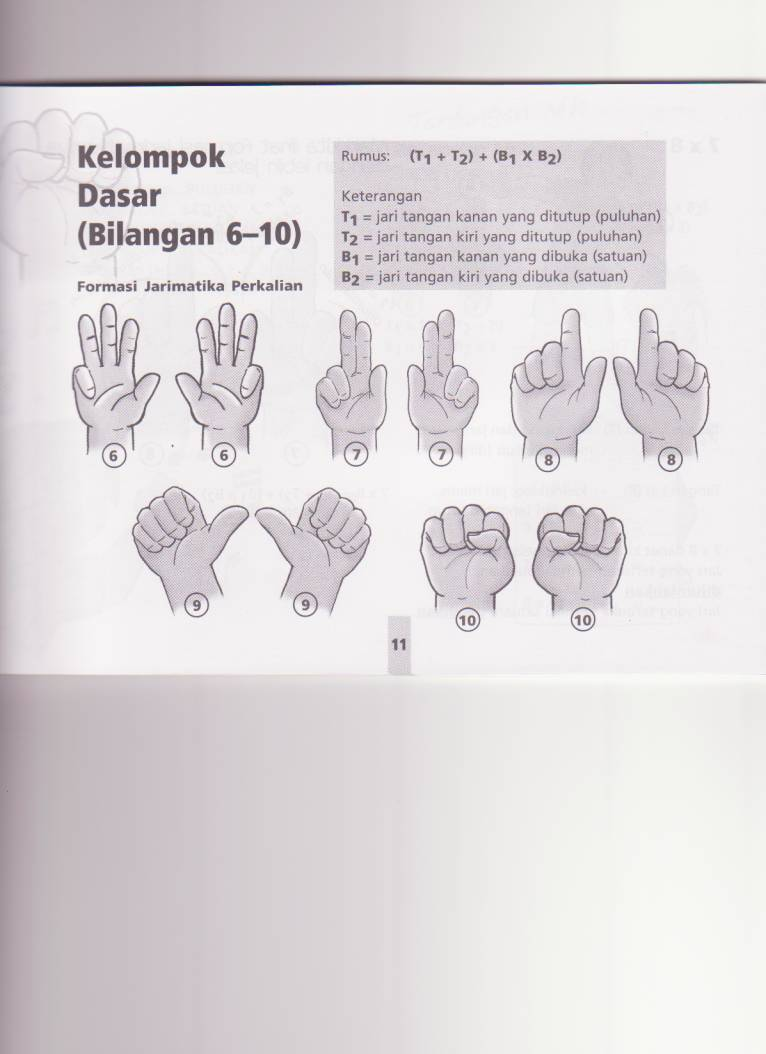 Kelompok
Dasar
(Bilangan 6–10)
Formasi Jarimatika Perkalian
Rumus: (T1 + T2) + (B1 X B2)
Keterangan
T1 = jari tangan kanan yang ditutup (puluhan)
T2 = jari tangan kiri yang ditutup (puluhan)
B1 = jari tangan kanan yang dibuka (satuan)
B2 = jari tangan kiri yang dibuka (satuan)
6 6 7 7 8 8
9 9 10 10
11